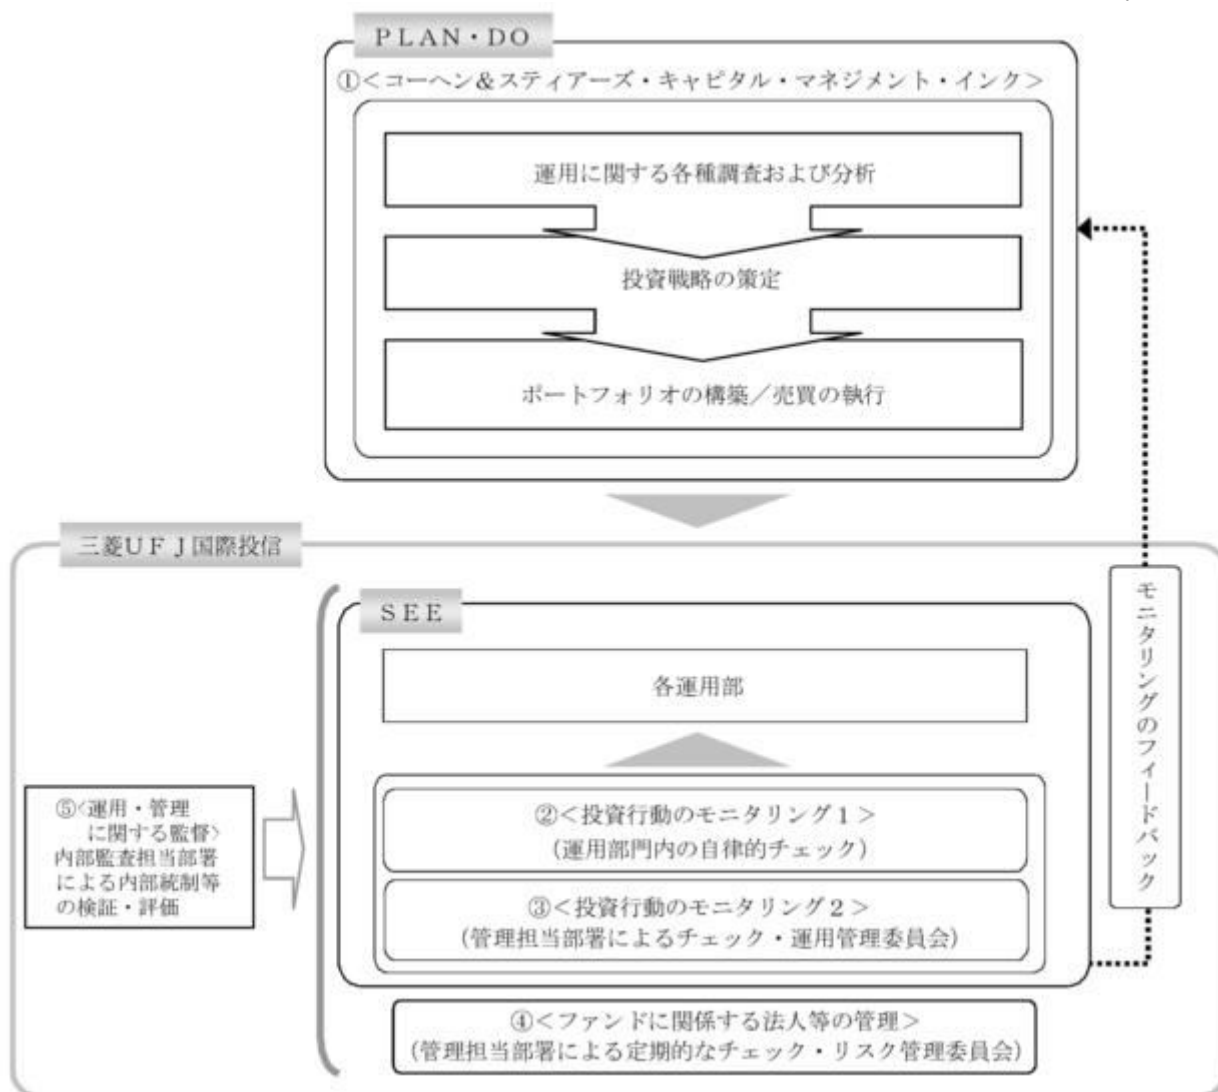 PLAN・DO
①<コーヘン&スティアーズ・キャピタル・マネジメント・インク>
運用に関する各種調査および分析
投資戦略の策定
ポートフォリオの構築/売買の執行
三菱UFJ国際投信
SEE
各運用部
②<投資行動のモニタリング1>
(運用部門内の自律的チェック)
③<投資行動のモニタリング2>
(管理担当部署によるチェック・運用管理委員会)
④<ファンドに関係する法人等の管理>
(管理担当部署による定期的なチェック・リスク管理委員会)
⑤<運用・管理
に関する監督>
内部監査担当部署
による内部統制等
の検証・評価
モニタリングのフィードバック